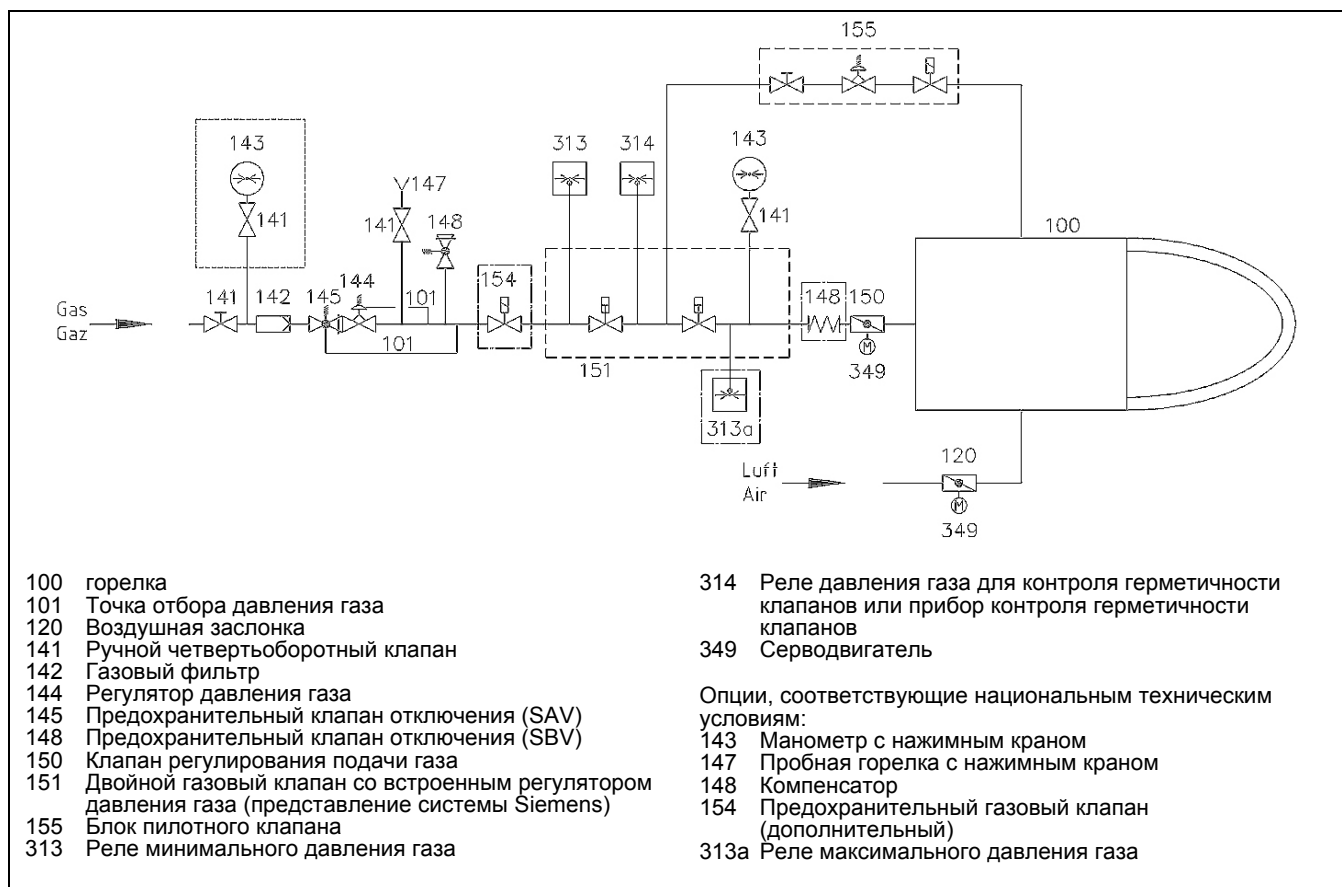 155
143
313
314
143
141
147
141
148
141
100
141
142
145
144
101
154
148
150
Gas
Gaz
101
151
349
313a
Luft
Air
120
349
100 горелка
101 Точка отбора давления газа
120 Воздушная заслонка
141 Ручной четвертьоборотный клапан
142 Газовый фильтр
144 Регулятор давления газа
145 Предохранительный клапан отключения (SAV)
148 Предохранительный клапан отключения (SBV)
150 Клапан регулирования подачи газа
151 Двойной газовый клапан со встроенным регулятором
давления газа (представление системы Siemens)
155 Блок пилотного клапана
313 Реле минимального давления газа
314 Реле давления газа для контроля герметичности
клапанов или прибор контроля герметичности
клапанов
349 Серводвигатель
Опции, соответствующие национальным техническим
условиям:
143 Манометр с нажимным краном
147 Пробная горелка с нажимным краном
148 Компенсатор
154 Предохранительный газовый клапан
(дополнительный)
313a Реле максимального давления газа